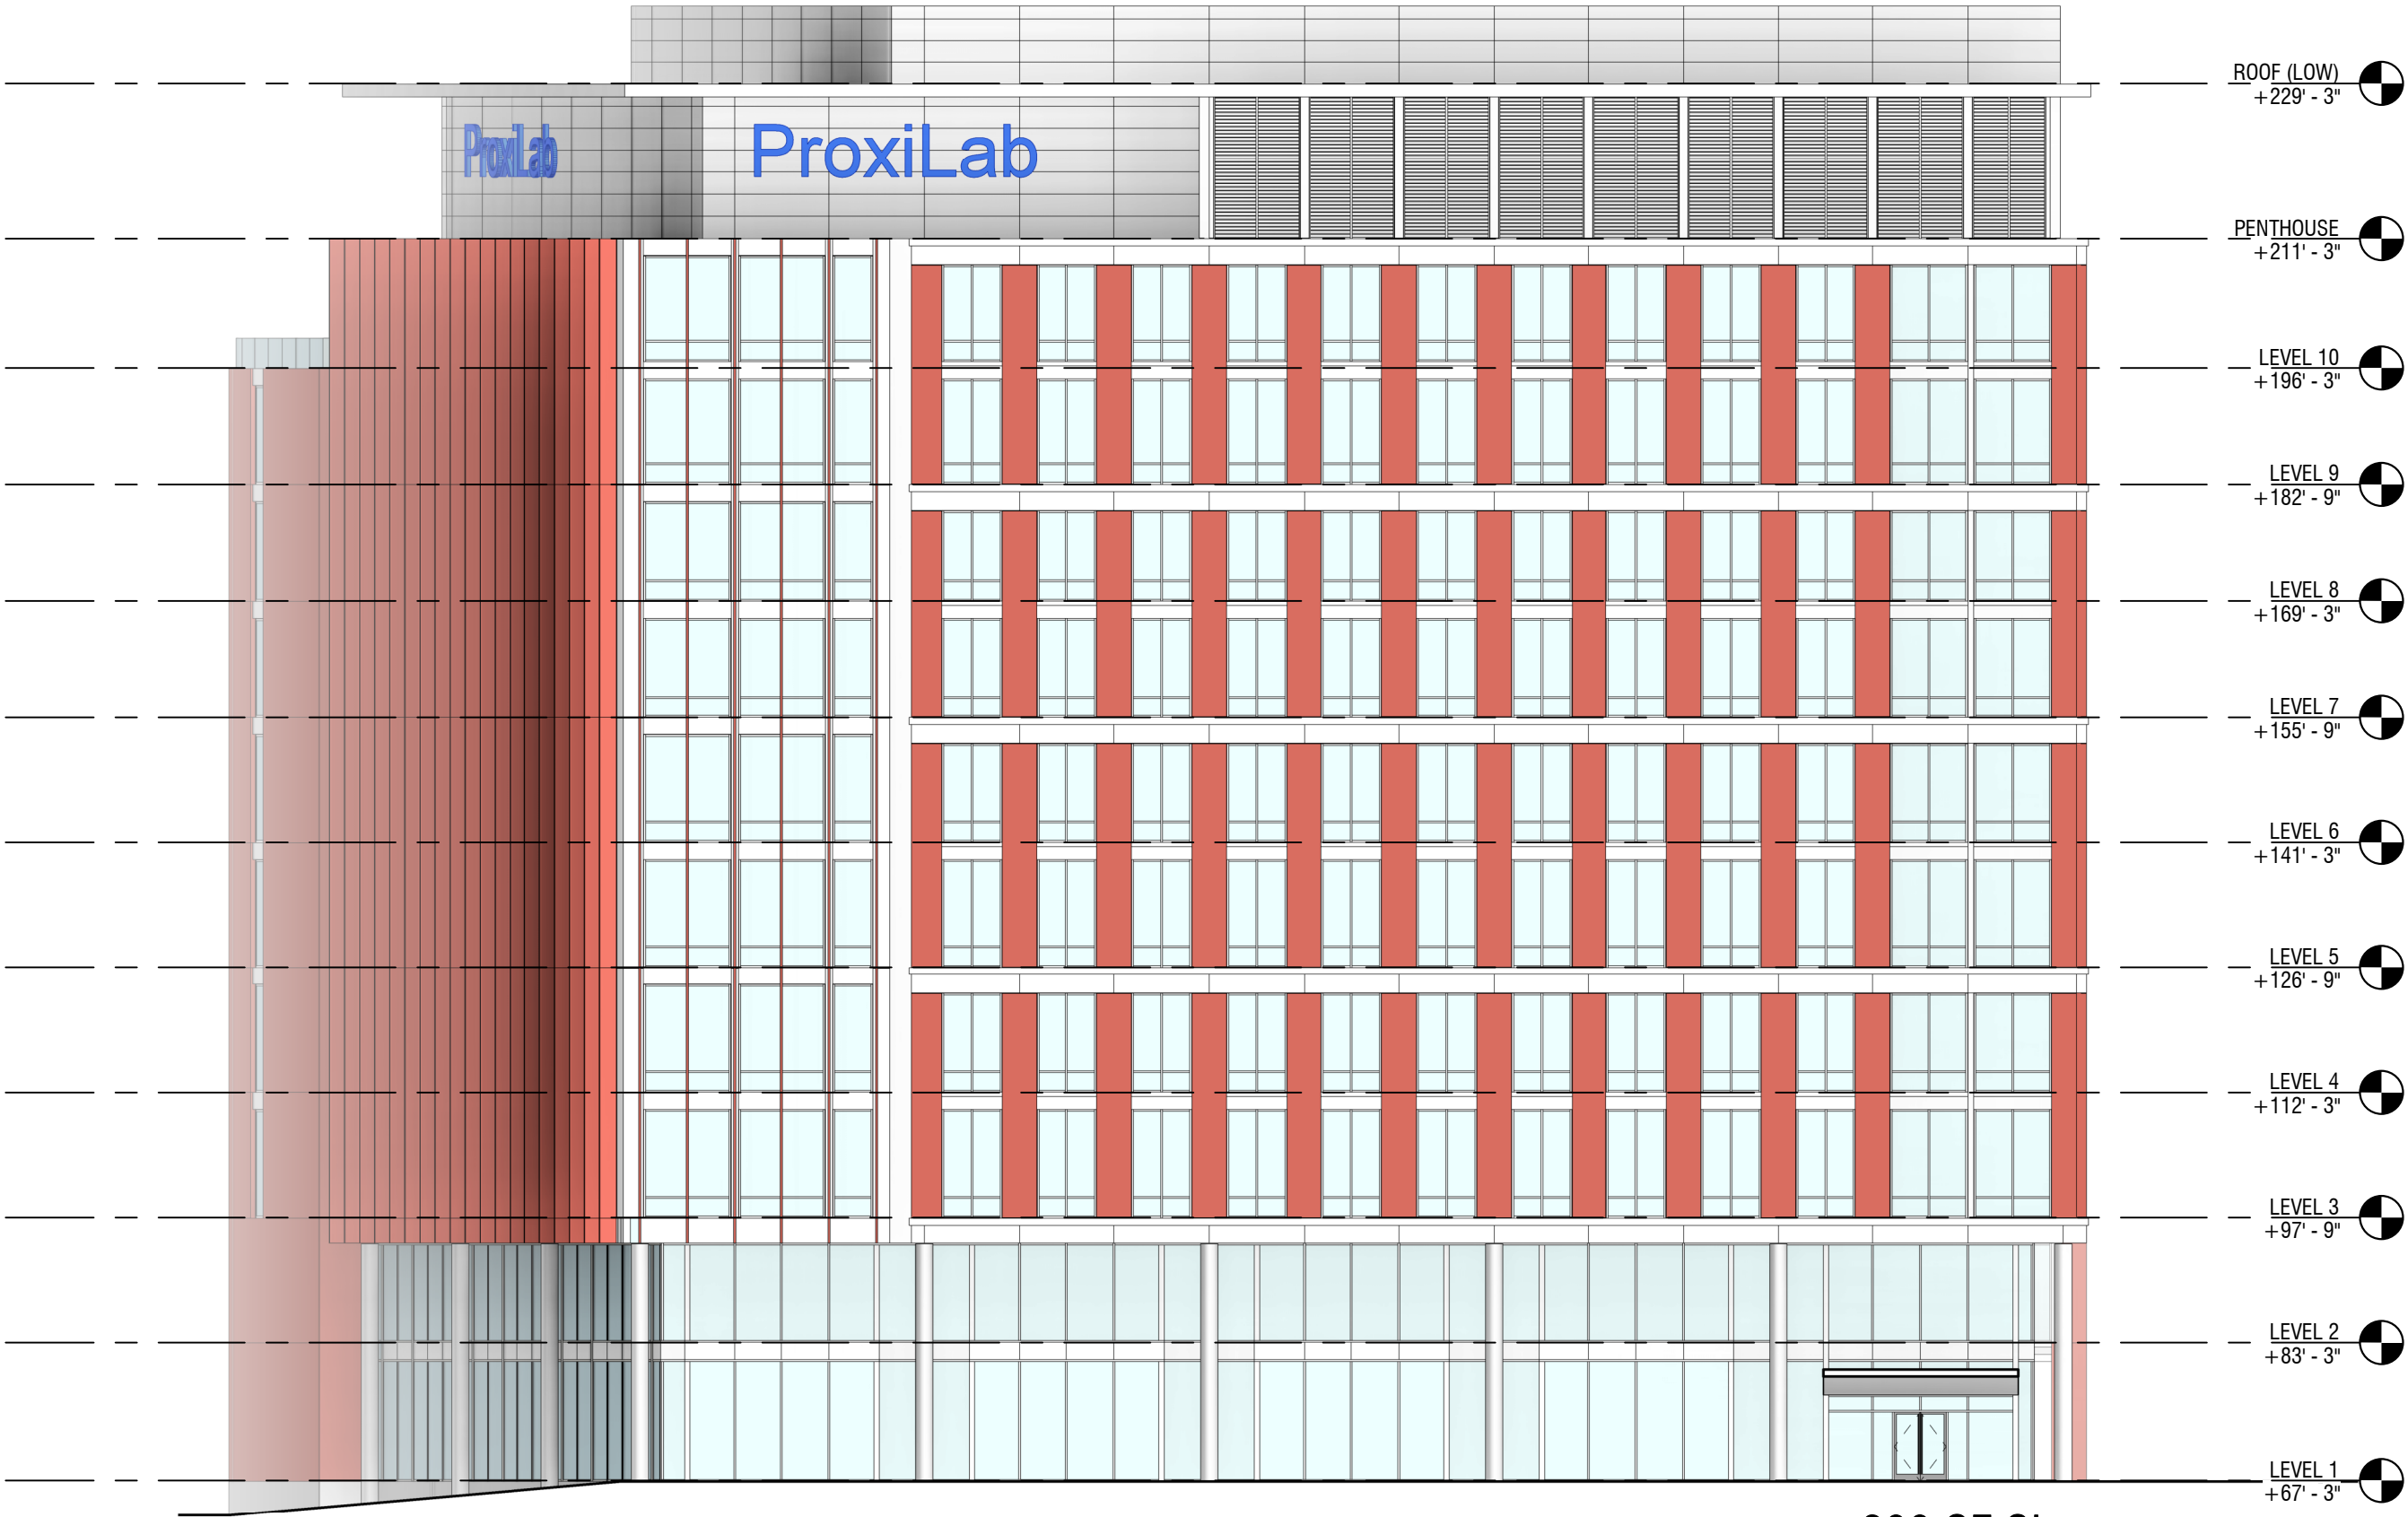 ROOF (LOW)
+229' - 3"
ProxiLab
ProxiLab
PENTHOUSE
+211' - 3"
LEVEL 10
+196' - 3"
LEVEL 9
+182' - 9"
LEVEL 8
+169' - 3"
LEVEL 7
+155' - 9"
LEVEL 6
+141' - 3"
LEVEL 5
+126' - 9"
LEVEL 4
+112' - 3"
LEVEL 3
+97' - 9"
LEVEL 2
+83' - 3"
LEVEL 1
+67' - 3"